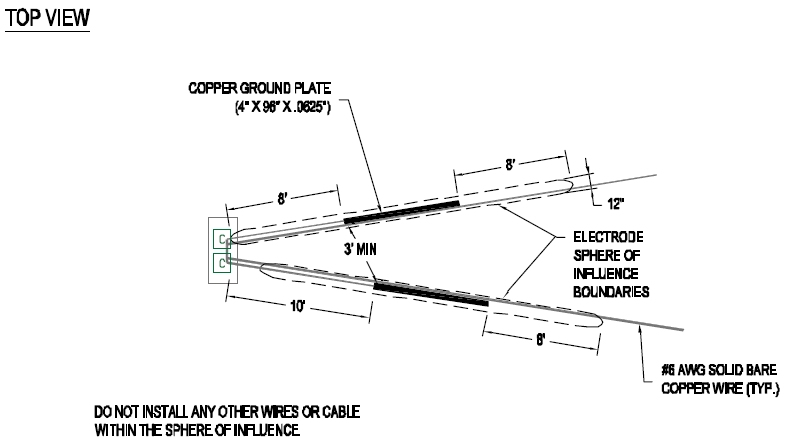 TOP VIEW
COPPER GROUND PLATE
(4" X 96" X .0625")
8'
8'
12"
C
C
3' MIN
ELECTRODE
SPHERE OF
INFLUENCE
BOUNDARIES
10'
8'
#6 AWG SOLID BARE
COPPER WIRE (TYP.)
DO NOT INSTALL ANY OTHER WIRES OR CABLE
WITHIN THE SPHERE OF INFLUENCE